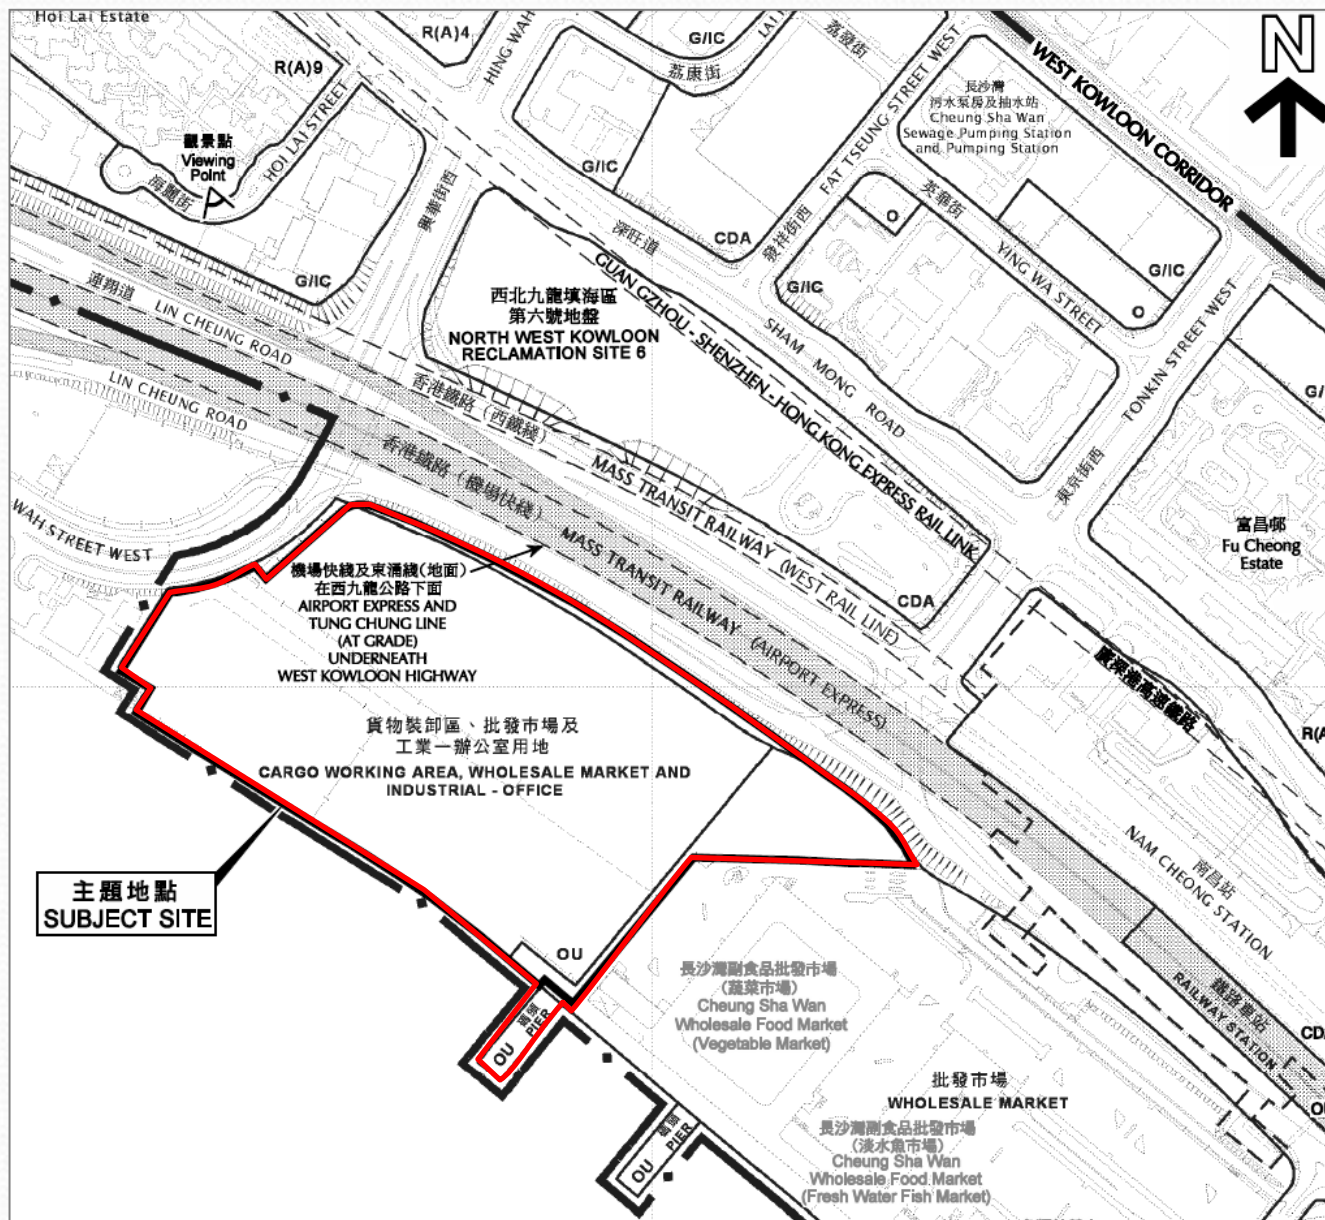 Hoi Lai Estate
R(A)4
R(A)9
HING WAH
G/IC
荔康街
LAI
荔發街
FAT TSEUNG STREET WEST
發祥街西
WEST KOWLOON CORRIDOR
N
長沙灣
污水泵房及抽水站
Cheung Sha Wan
Sewage Pumping Station
and Pumping Station
觀景點
Viewing
Point
HOI LAI STREET
海麗街
G/IC
興華街西
G/IC
深旺道
CDA
O
英華街
YING WA STREET
G/IC
O
G/IC
TONKIN STREET WEST
東京街西
連翔道
LIN CHEUNG ROAD
LIN CHEUNG ROAD
西北九龍填海區
第六號地盤
NORTH WEST KOWLOON
RECLAMATION SITE 6
GUANGZHOU - SHENZHEN - HONG KONG EXPRESS RAIL LINK
SHAM MONG ROAD
G/
香港鐵路 (西鐵綫)
MASS TRANSIT RAILWAY (WEST RAIL LINE)
香港鐵路 (機場快綫)
MASS TRANSIT RAILWAY (AIRPORT EXPRESS)
CDA
富昌邨
Fu Cheong
Estate
WAH STREET WEST
機場快綫及東涌綫(地面)
在西九龍公路下面
AIRPORT EXPRESS AND
TUNG CHUNG LINE
(AT GRADE)
UNDERNEATH
WEST KOWLOON HIGHWAY
廣深港高速鐵路
R(A
貨物裝卸區、批發市場及
工業—辦公室用地
CARGO WORKING AREA, WHOLESALE MARKET AND
INDUSTRIAL - OFFICE
主題地點
SUBJECT SITE
南昌站
NAM CHEONG STATION
鐵路車站
RAILWAY STATION
CD
OU
OU
碼頭
PIER
OU
長沙灣副食品批發市場
(蔬菜市場)
Cheung Sha Wan
Wholesale Food Market
(Vegetable Market)
批發市場
WHOLESALE MARKET
長沙灣副食品批發市場
(淡水魚市場)
Cheung Sha Wan
Wholesale Food Market
(Fresh Water Fish Market)
碼頭
PIER
OU